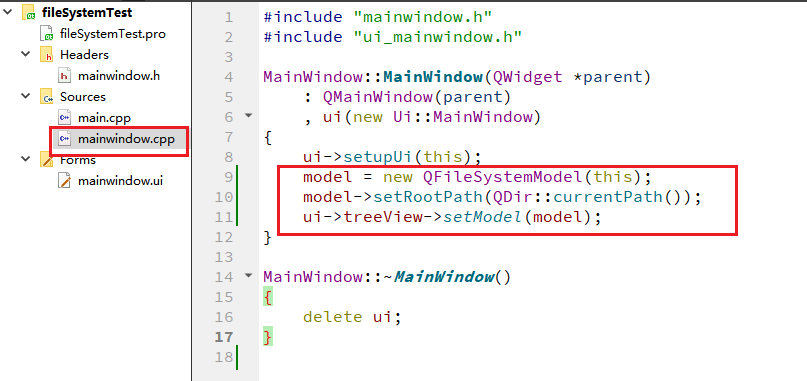 fileSystemTest
fileSystemTest.pro
Headers
mainwindow.h
Sources
main.cpp
mainwindow.cpp
Forms
mainwindow.ui
1 #include "mainwindow.h"
2 #include "ui_mainwindow.h"
3
4 MainWindow::MainWindow(QWidget *parent)
5     : QMainWindow(parent)
6     , ui(new Ui::MainWindow)
7 {
8     ui->setupUi(this);
9     model = new QFileSystemModel(this);
10     model->setRootPath(QDir::currentPath());
11     ui->treeView->setModel(model);
12 }
13
14 MainWindow::~MainWindow()
15 {
16     delete ui;
17 }
18